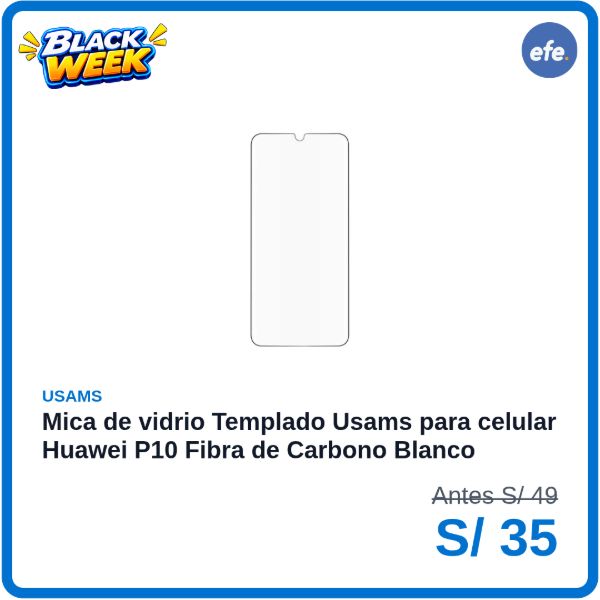 BLACK
WEEK
efe.
USAMS
Mica de vidrio Templado Usams para celular
Huawei P10 Fibra de Carbono Blanco
Antes S/ 49
S/ 35